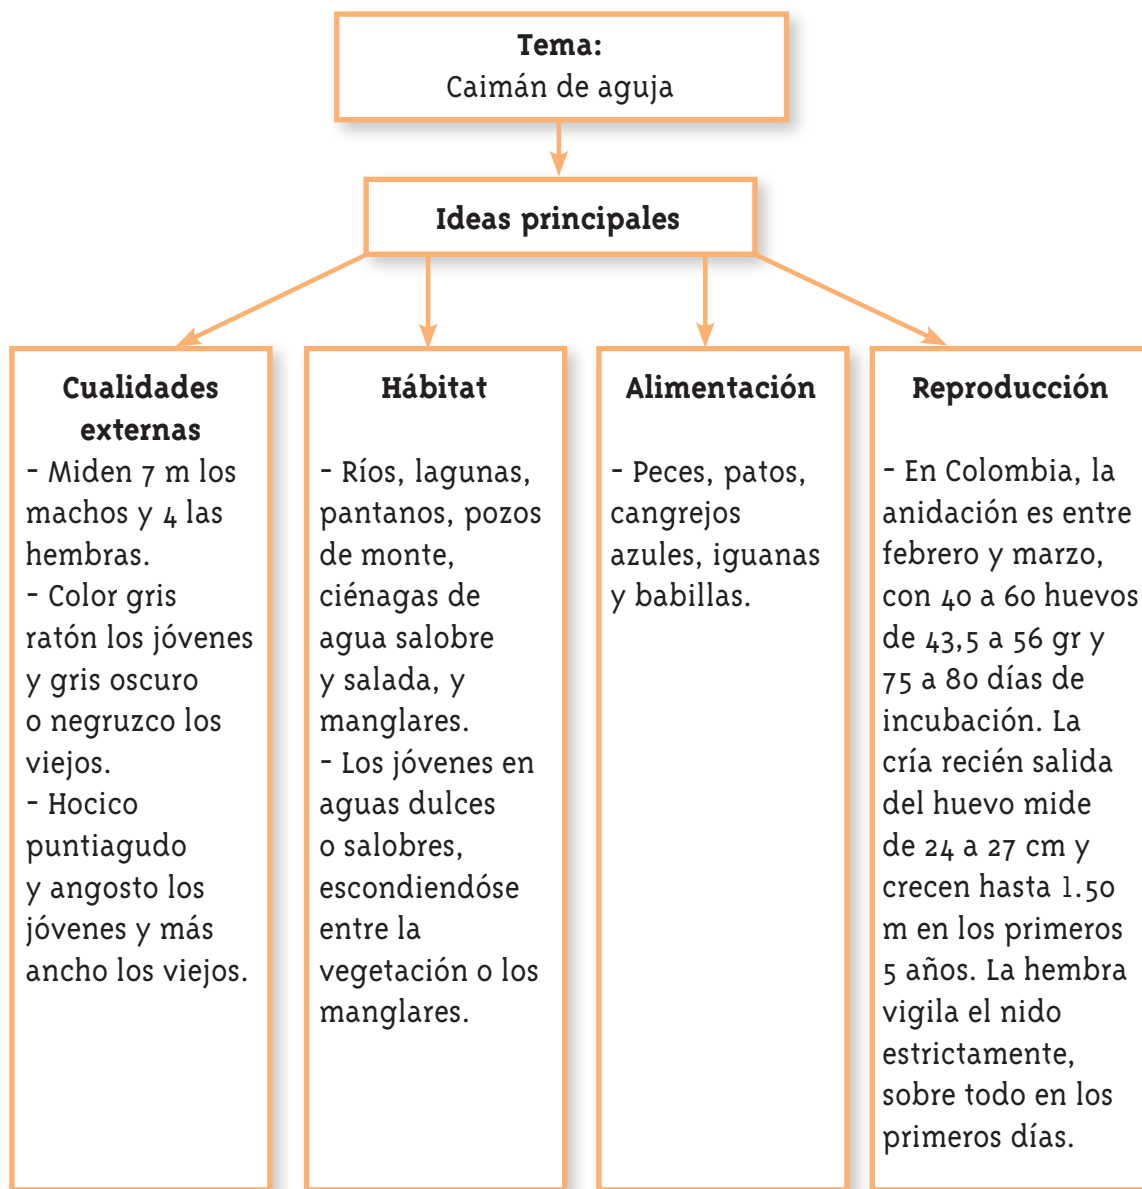 Tema:
Caimán de aguja
Ideas principales
Cualidades
externas
- Miden 7 m los
machos y 4 las
hembras.
- Color gris
ratón los jóvenes
y gris oscuro
o negruzco los
viejos.
- Hocico
puntiagudo
y angosto los
jóvenes y más
ancho los viejos.
Hábitat
- Ríos, lagunas,
pantanos, pozos
de monte,
ciénagas de
agua salobre
y salada, y
manglares.
- Los jóvenes en
aguas dulces
o salobres,
escondiendóse
entre la
vegetación o los
manglares.
Alimentación
- Peces, patos,
cangrejos
azules, iguanas
y babillas.
Reproducción
- En Colombia, la
anidación es entre
febrero y marzo,
con 40 a 60 huevos
de 43,5 a 56 gr y
75 a 80 días de
incubación. La
cría recién salida
del huevo mide
de 24 a 27 cm y
crecen hasta 1.50
m en los primeros
5 años. La hembra
vigila el nido
estrictamente,
sobre todo en los
primeros días.